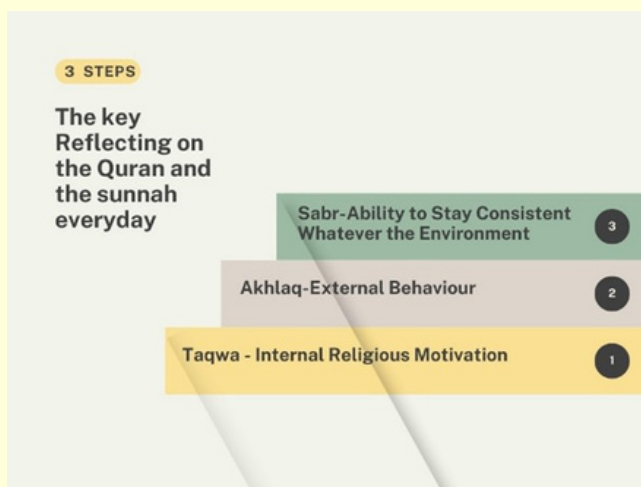 3 STEPS
The key
Reflecting on
the Quran and
the sunnah
everyday
Sabr-Ability to Stay Consistent
Whatever the Environment
3
Akhlaq-External Behaviour
2
Taqwa - Internal Religious Motivation
1